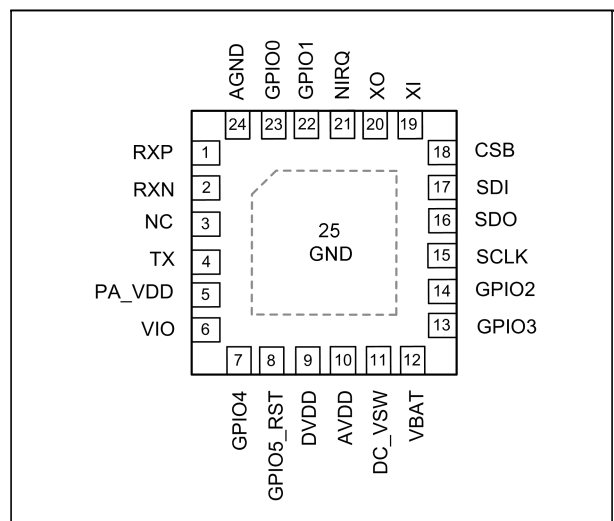 AGND GPIO0 GPIO1 NIRQ XO XI
24 23 22 21 20 19
RXP 1 18 CSB
RXN 2 17 SDI
NC 3 16 SDO
25
GND
TX 4 15 SCLK
PA_VDD 5 14 GPIO2
VIO 6 13 GPIO3
7 8 9 10 11 12
GPIO4 GPIO5_RST DVDD AVDD DC_VSW VBAT